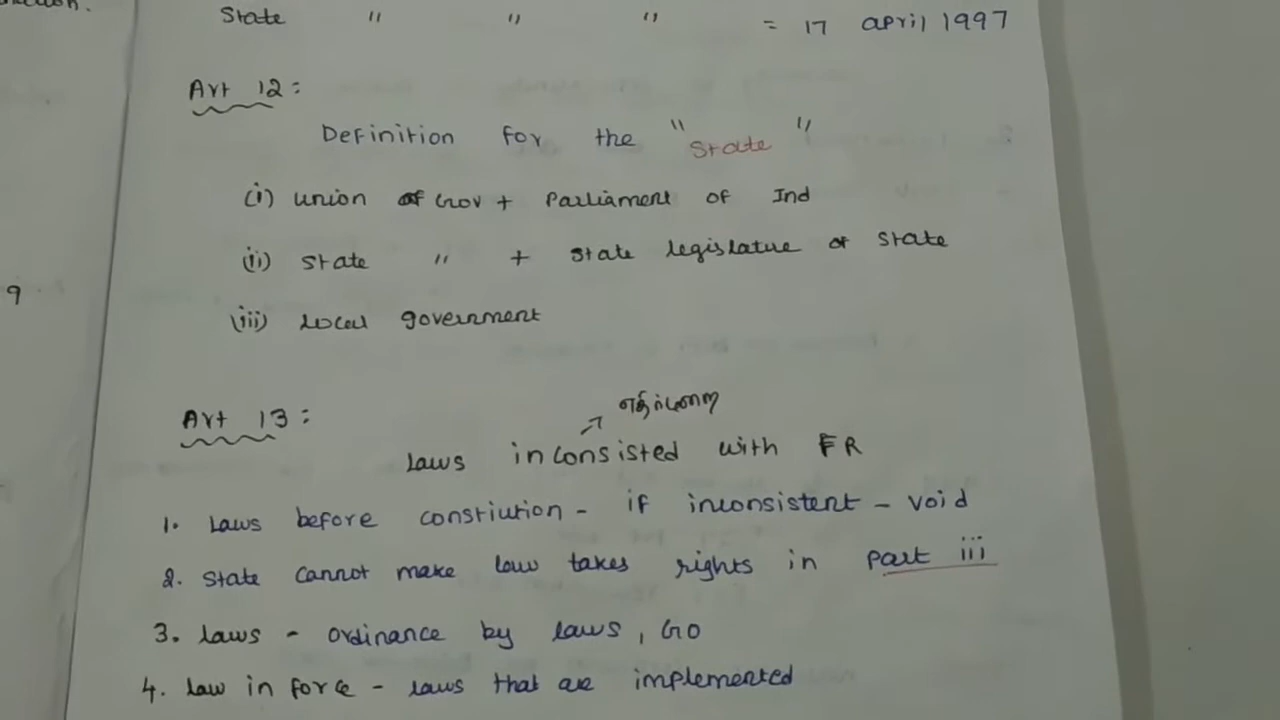 State " " " = 17 April 1997
Art 12:
Definition for the "State"
(i) union of Gov + Parliament of Ind
(ii) State " + State legislature of State
(iii) Local government
9
Art 13:
எதிர்மறை
Laws inconsisted with FR
1. Laws before constiution - if inconsistent - void
2. State cannot make law takes rights in Part iii
3. Laws - ordinance by laws, GO
4. Law in force - laws that are implemented